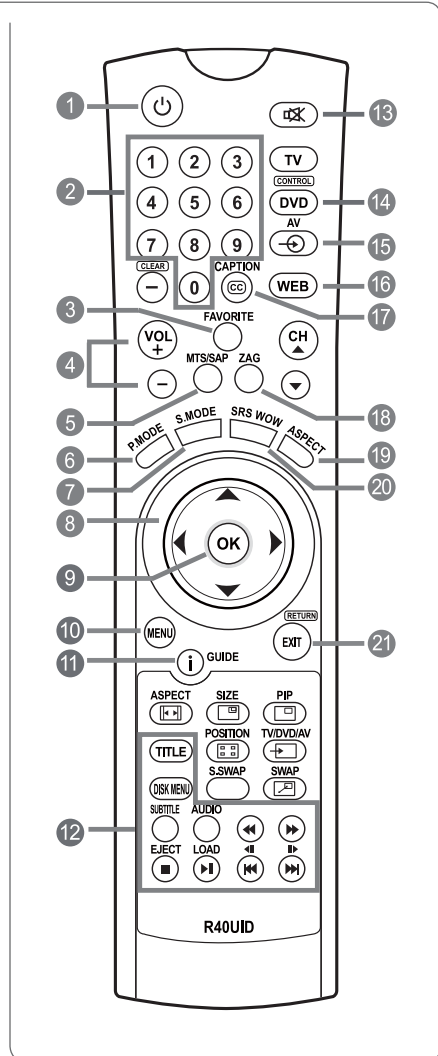 1
13
1 2 3
TV
2
CONTROL
4 5 6
DVD
14
AV
7 8 9
15
CLEAR
CAPTION
0
CC
WEB
16
17
3
FAVORITE
VOL
+
CH
4
MTS/SAP ZAG
−
5
18
P.MODE S.MODE SRS WOW ASPECT
6
19
7
20
8
OK
9
RETURN
10
MENU
EXIT
21
11
i GUIDE
ASPECT SIZE PIP
TITLE
POSITION TV/DVD/AV
DISK MENU
S.SWAP SWAP
SUBTITLE AUDIO
12
EJECT LOAD
R40UID